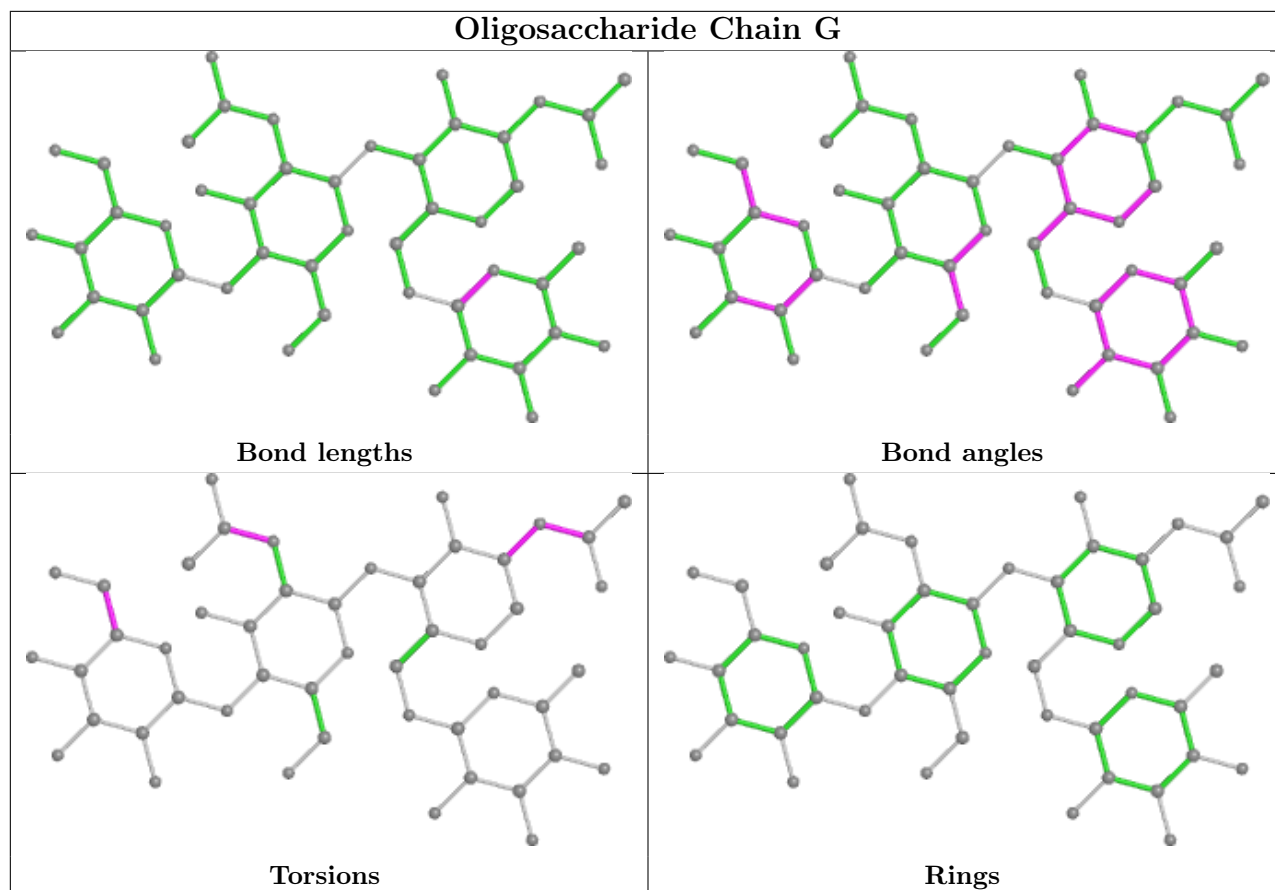 Oligosaccharide Chain G
Bond lengths
Bond angles
Torsions
Rings